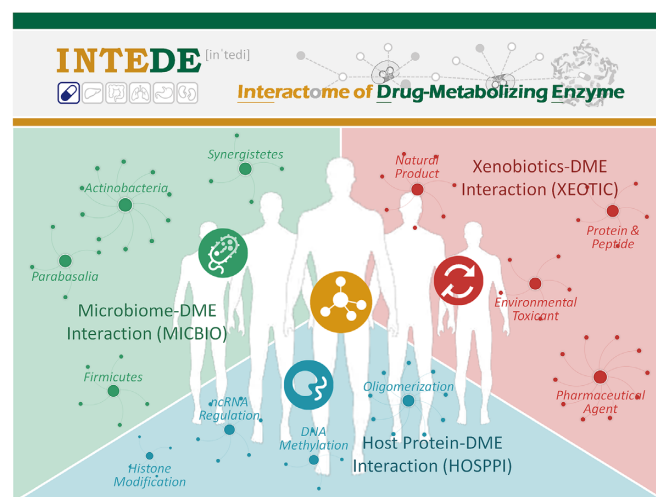 INTEDE [inˈtedi]
Interactome of Drug-Metabolizing Enzyme
Synergistetes
Actinobacteria
Parabasalia
Microbiome-DME
Interaction (MICBIO)
Firmicutes
Natural
Product
Xenobiotics-DME
Interaction (XEOTIC)
Protein &
Peptide
Environmental
Toxicant
Pharmaceutical
Agent
Oligomerization
ncRNA
Regulation
DNA
Methylation
Histone
Modification
Host Protein-DME
Interaction (HOSPPI)